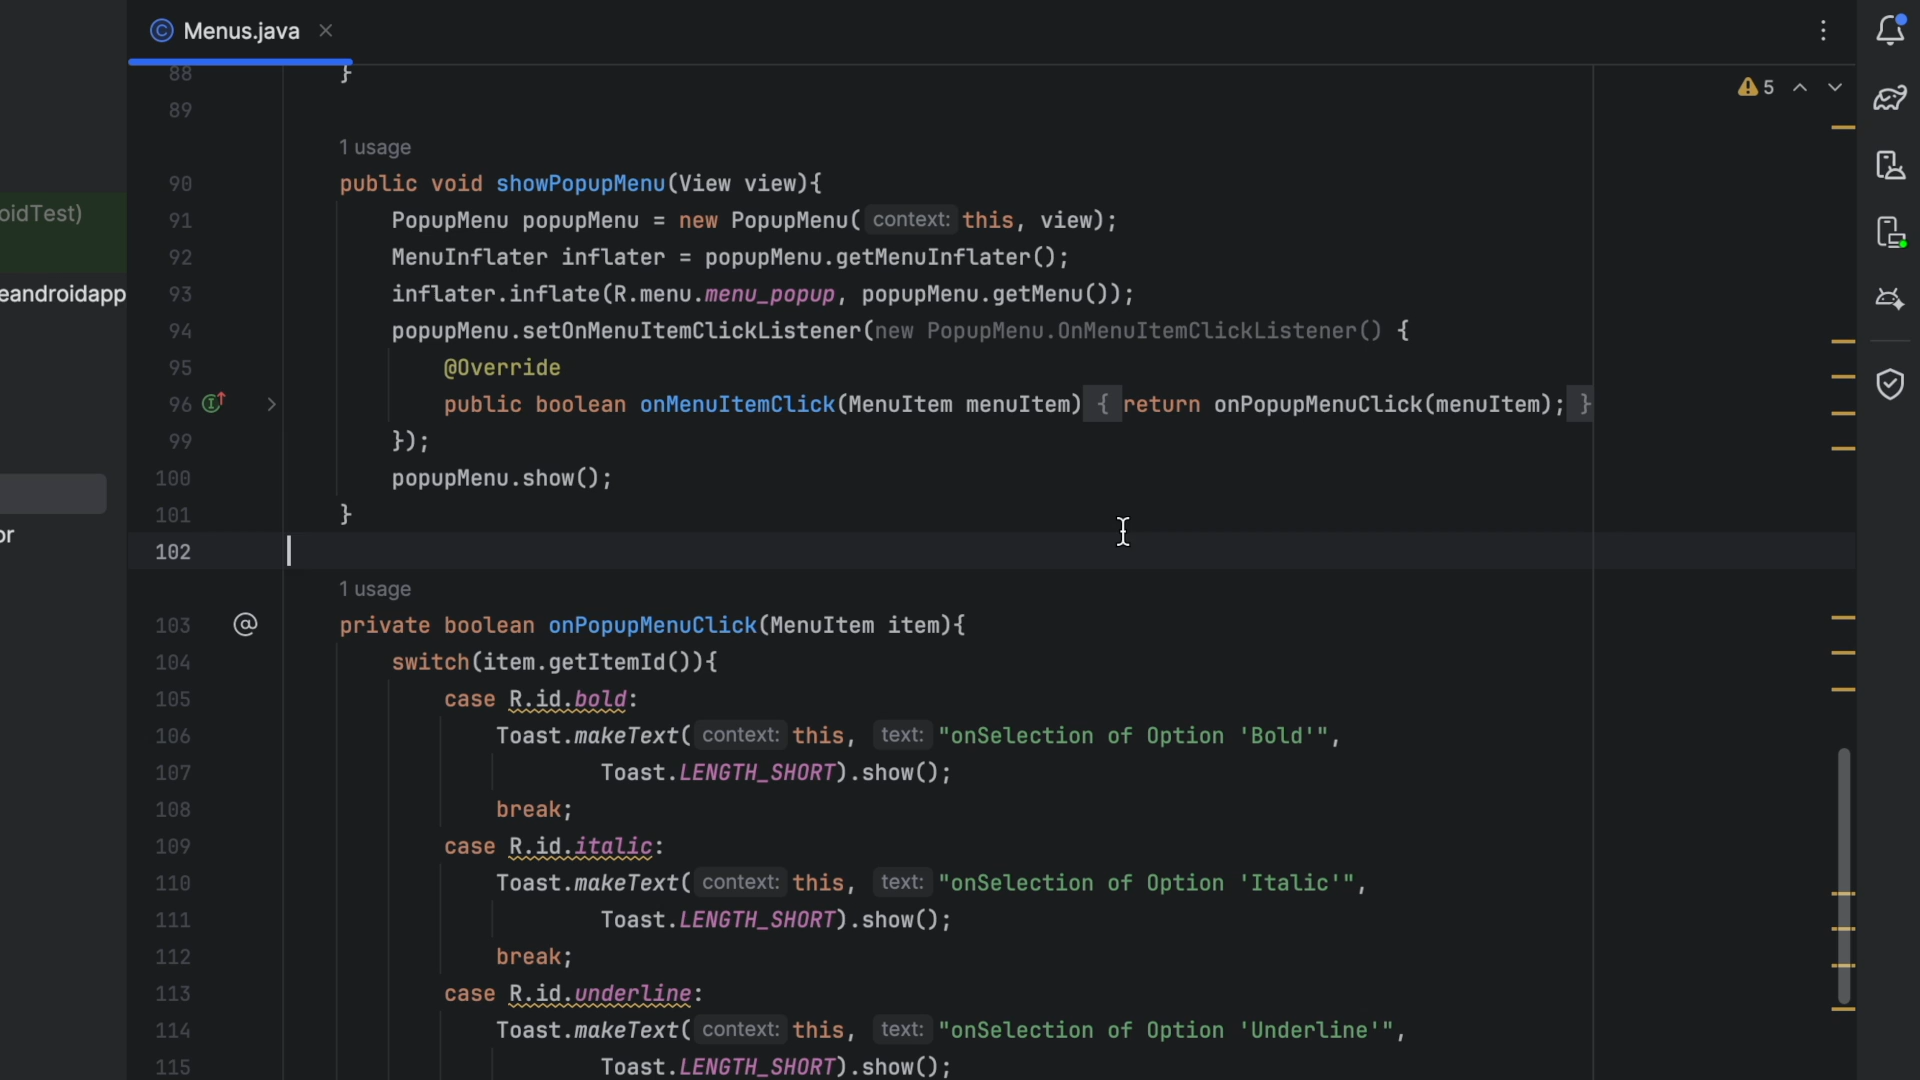 Menus.java
5
oidTest)
eandroidapp
or
88 }
89
1 usage
90 public void showPopupMenu(View view){
91 PopupMenu popupMenu = new PopupMenu( context: this, view);
92 MenuInflater inflater = popupMenu.getMenuInflater();
93 inflater.inflate(R.menu.menu_popup, popupMenu.getMenu());
94 popupMenu.setOnMenuItemClickListener(new PopupMenu.OnMenuItemClickListener() {
95 @Override
96 public boolean onMenuItemClick(MenuItem menuItem) { return onPopupMenuClick(menuItem); }
99 });
100 popupMenu.show();
101 }
102
1 usage
103 private boolean onPopupMenuClick(MenuItem item){
104 switch(item.getItemId()){
105 case R.id.bold:
106 Toast.makeText( context: this, text: "onSelection of Option 'Bold'",
107 Toast.LENGTH_SHORT).show();
108 break;
109 case R.id.italic:
110 Toast.makeText( context: this, text: "onSelection of Option 'Italic'",
111 Toast.LENGTH_SHORT).show();
112 break;
113 case R.id.underline:
114 Toast.makeText( context: this, text: "onSelection of Option 'Underline'",
115 Toast.LENGTH_SHORT).show();